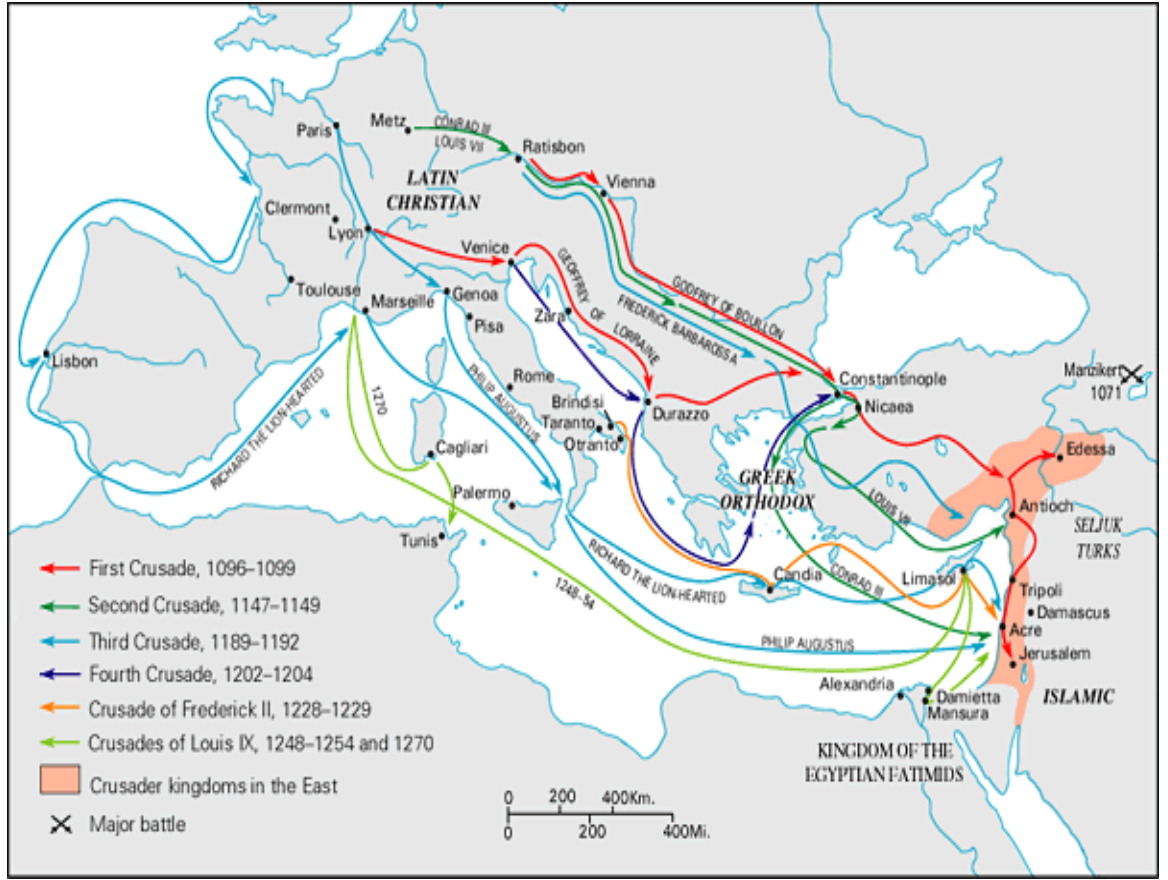 Paris
Metz
CONRAD III
LOUIS VII
Ratisbon
Vienna
LATIN
CHRISTIAN
Clermont
Lyon
Venice
GEOFFREY OF LORRAINE
GODFREY OF BOUILLON
FREDERICK BARBAROSSA
Toulouse
Marseille
Genoa
Pisa
Zara
Lisbon
RICHARD THE LION-HEARTED
1270
PHILIP AUGUSTUS
Rome
Brindisi
Taranto
Otranto
Durazzo
Constantinople
Nicaea
Manzikert
1071
Edessa
Cagliari
Palermo
Tunis
GREEK
ORTHODOX
LOUIS VII
Antioch
SELJUK
TURKS
RICHARD THE LION-HEARTED
1248–54
Candia
CONRAD III
Limasol
Tripoli
Damascus
Acre
Jerusalem
PHILIP AUGUSTUS
Alexandria
Damietta
Mansura
ISLAMIC
KINGDOM OF THE
EGYPTIAN FATIMIDS
First Crusade, 1096–1099
Second Crusade, 1147–1149
Third Crusade, 1189–1192
Fourth Crusade, 1202–1204
Crusade of Frederick II, 1228–1229
Crusades of Louis IX, 1248–1254 and 1270
Crusader kingdoms in the East
Major battle
0 200 400Km.
0 200 400Mi.